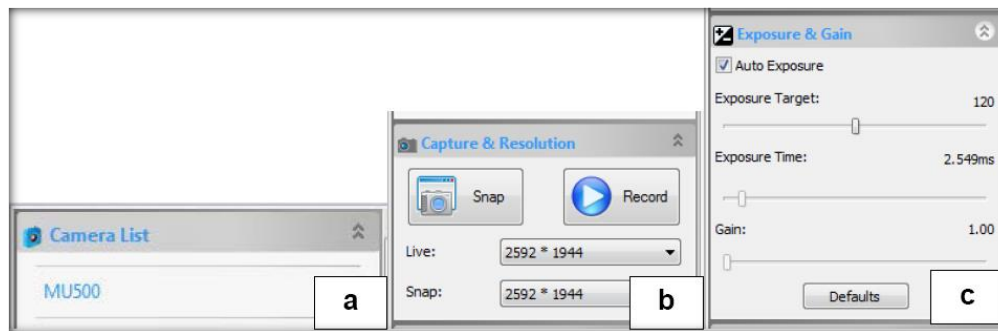 Camera List
MU500
a
Capture & Resolution
Snap
Record
Live:
2592 * 1944
Snap:
2592 * 1944
b
Exposure & Gain
Auto Exposure
Exposure Target:
120
Exposure Time:
2.549ms
Gain:
1.00
Defaults
c